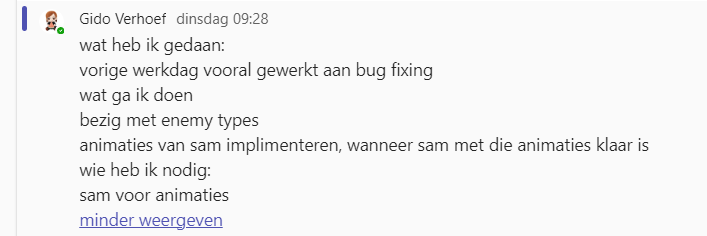 Gido Verhoef dinsdag 09:28
wat heb ik gedaan:
vorige werkdag vooral gewerkt aan bug fixing
wat ga ik doen
bezig met enemy types
animaties van sam implimenteren, wanneer sam met die animaties klaar is
wie heb ik nodig:
sam voor animaties
minder weergeven